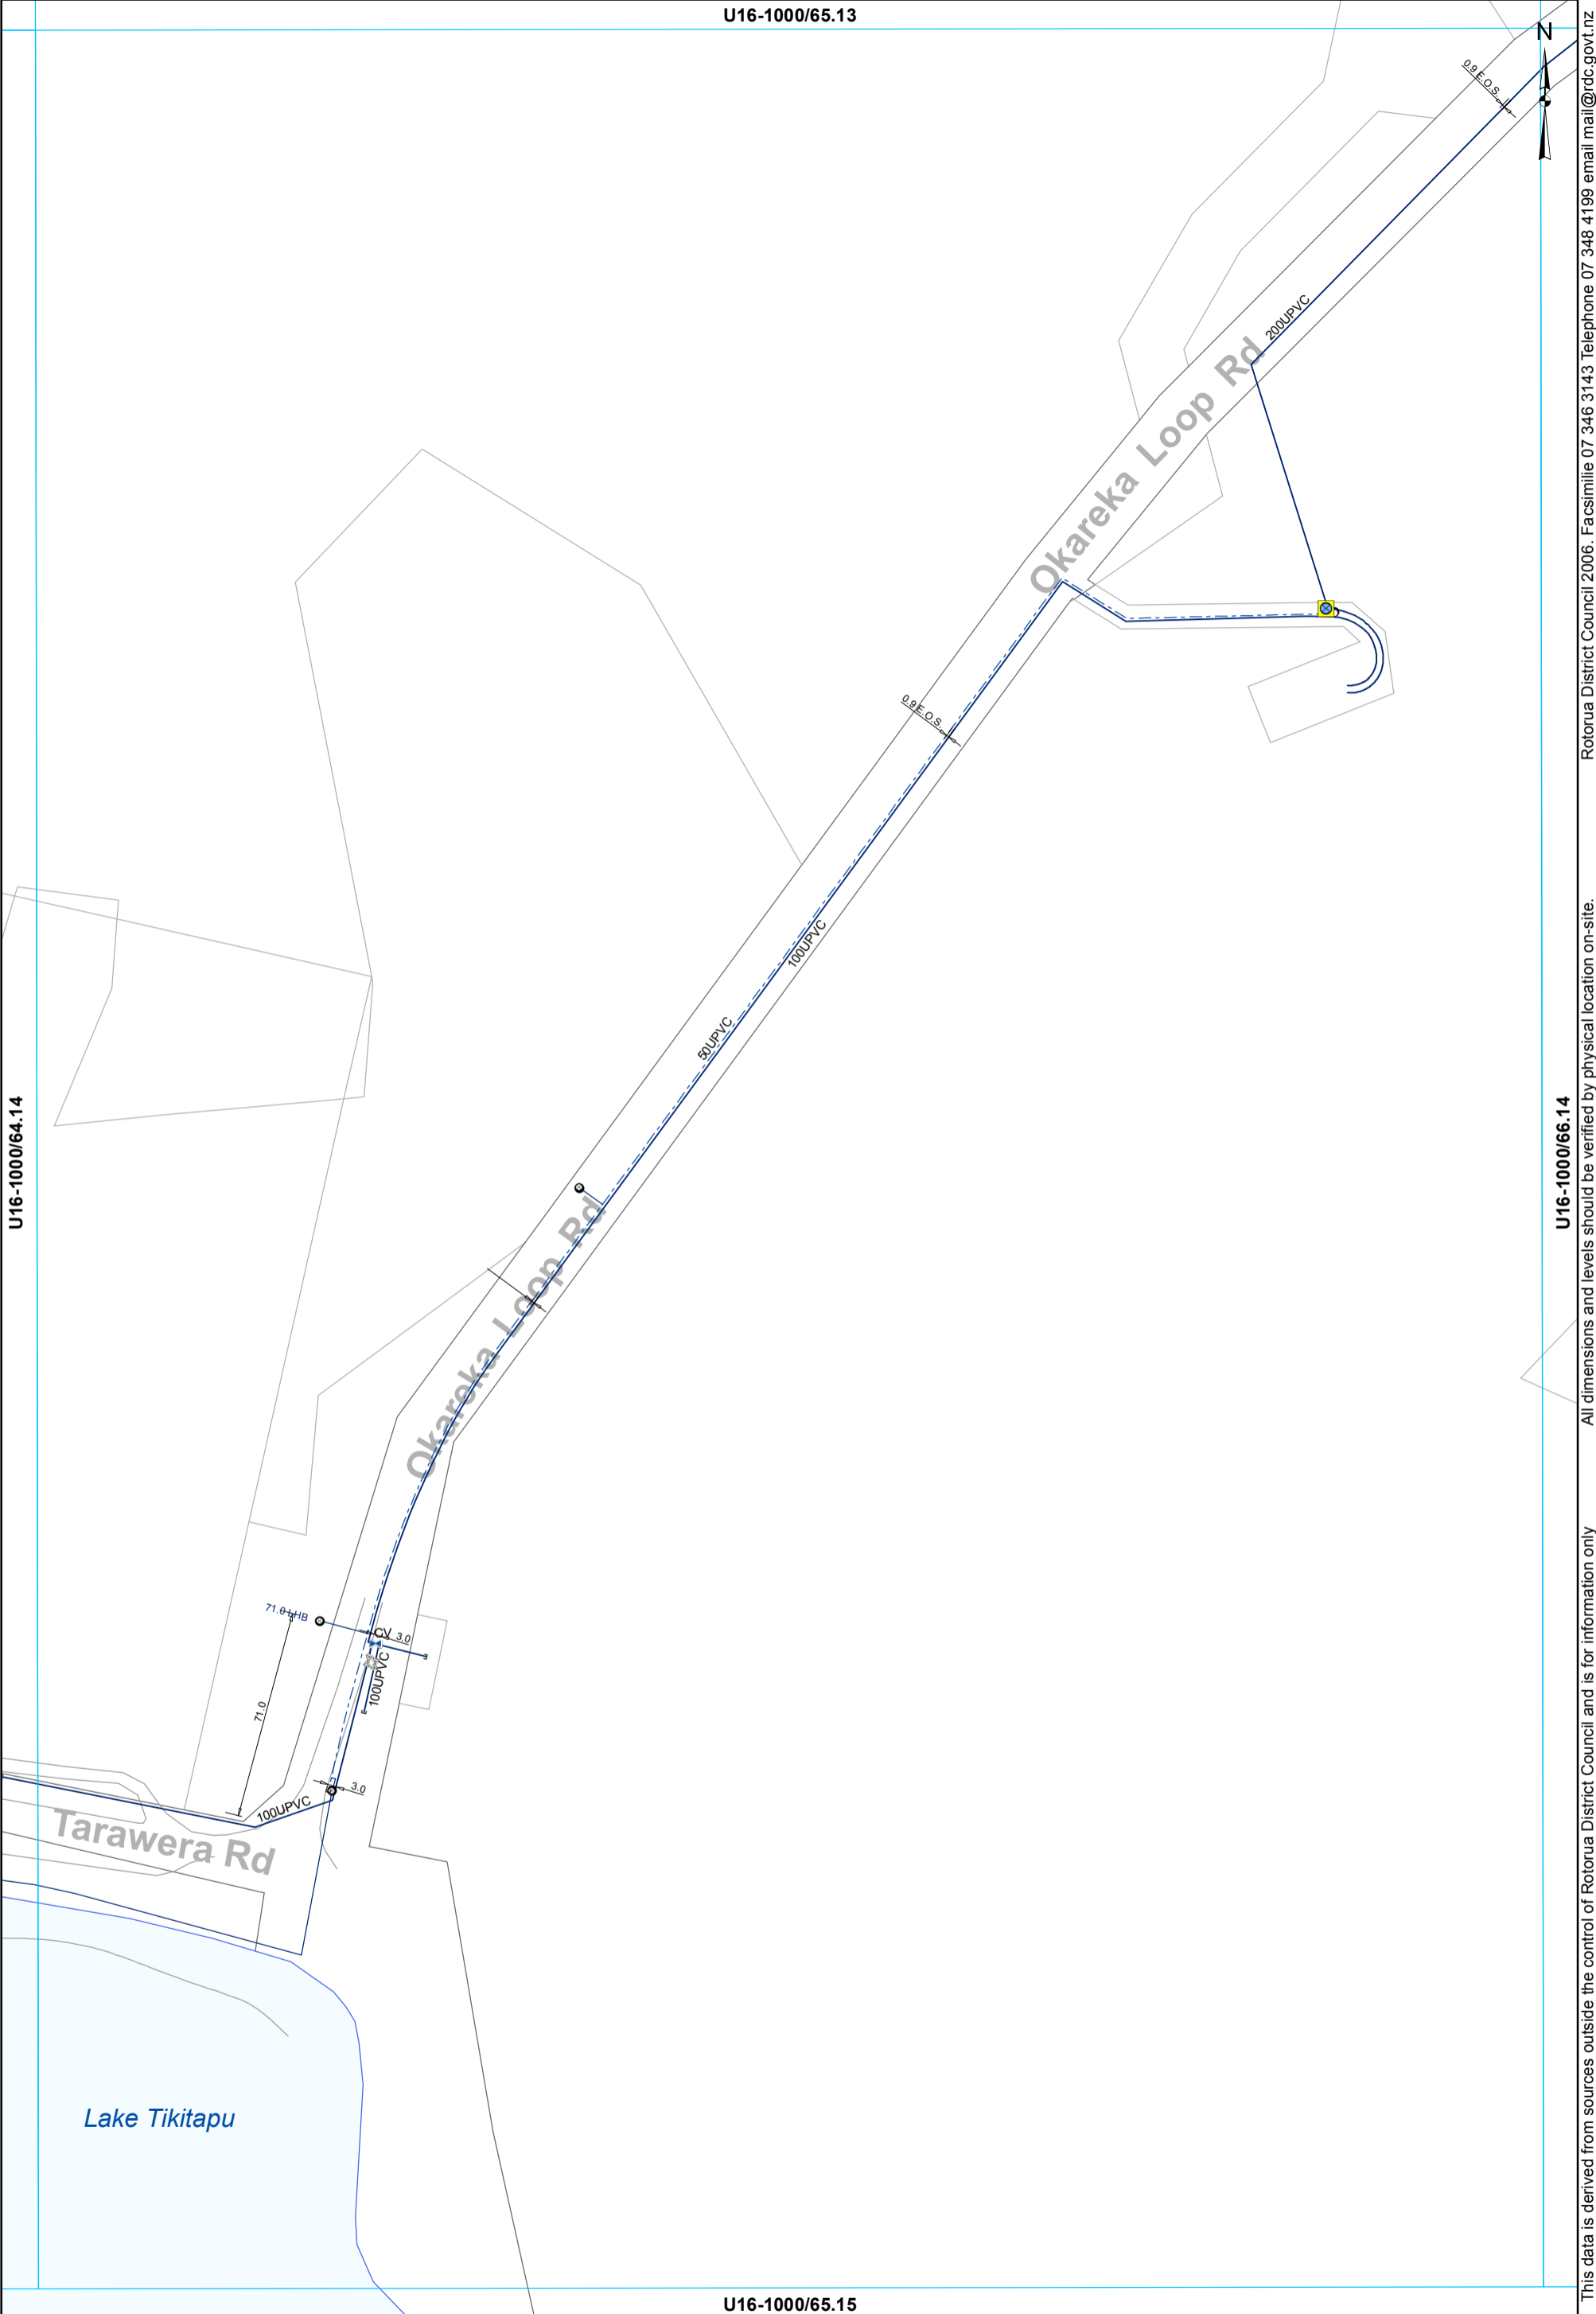 U16-1000/65.13
N
0.9 E.O.S.
200UPVC
Okareka Loop Rd
0.9 E.O.S.
100UPVC
50UPVC
U16-1000/64.14
U16-1000/66.14
Okareka Loop Rd
71.0 LHB
CV
3.0
100UPVC
71.0
3.0
100UPVC
Tarawera Rd
Lake Tikitapu
U16-1000/65.15
This data is derived from sources outside the control of Rotorua District Council and is for information only
All dimensions and levels should be verified by physical location on-site.
Rotorua District Council 2006. Facsimilie 07 346 3143 Telephone 07 348 4199 email mail@rdc.govt.nz